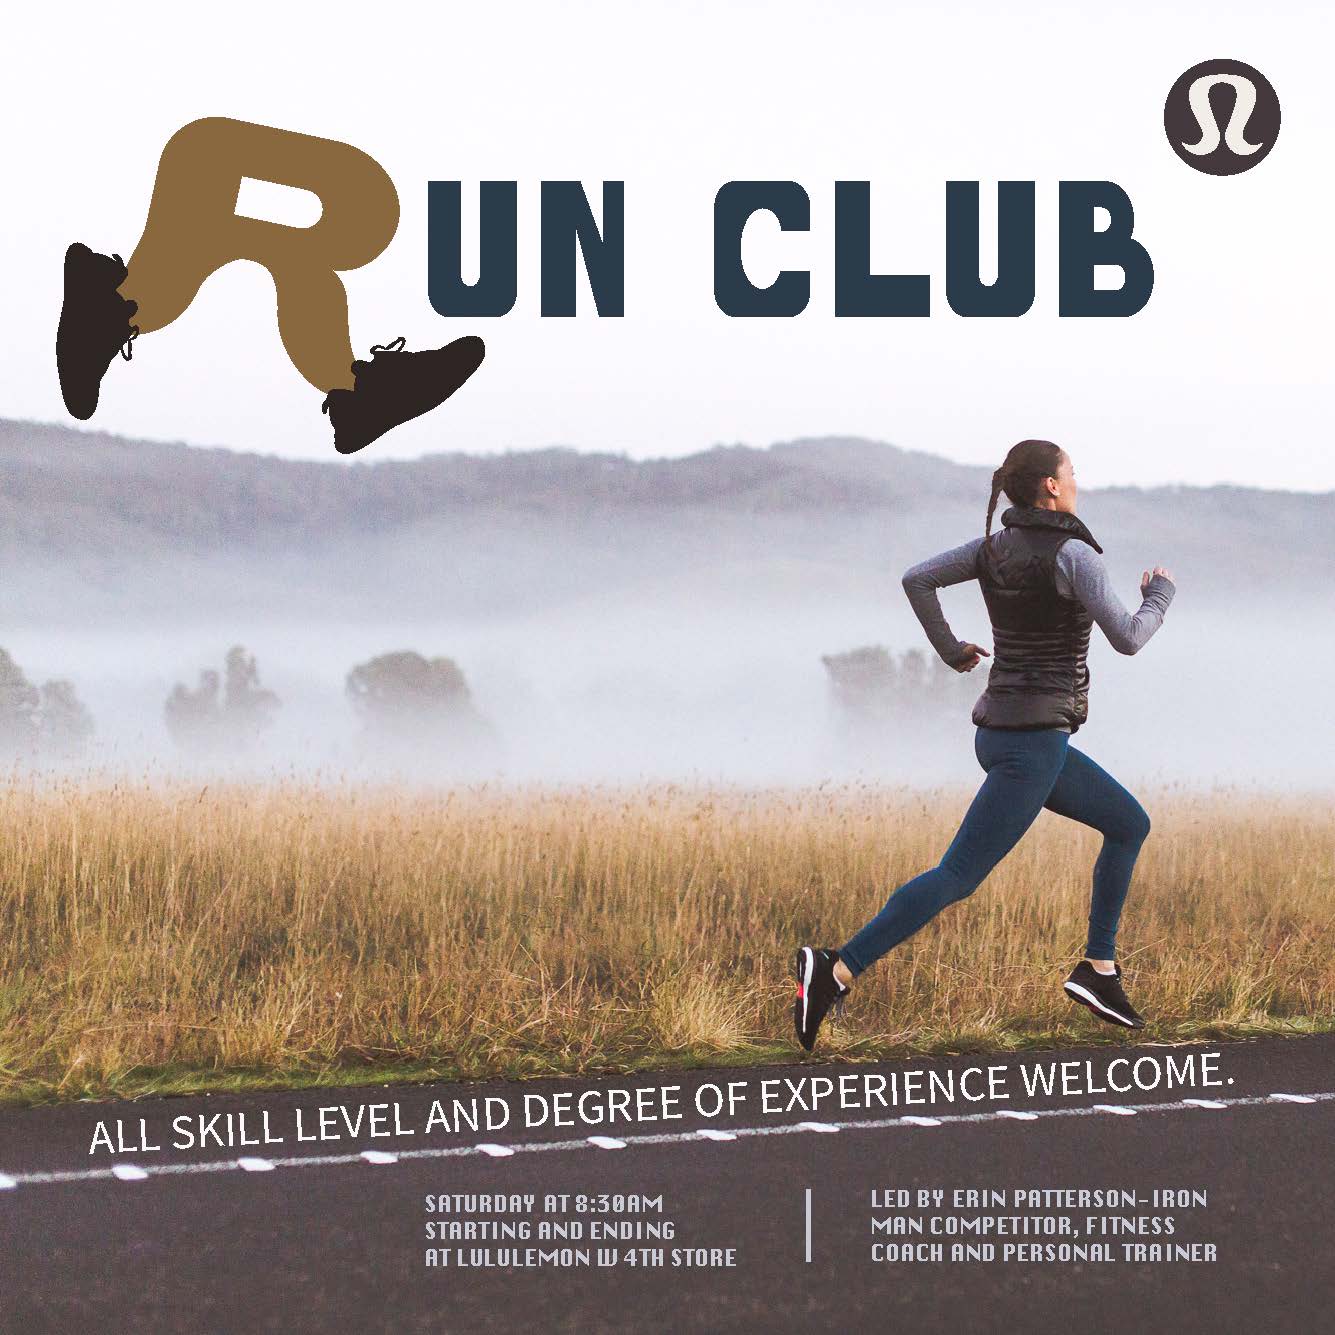 RUN CLUB
ALL SKILL LEVEL AND DEGREE OF EXPERIENCE WELCOME.
SATURDAY AT 8:30AM
STARTING AND ENDING
AT LULULEMON W 4TH STORE
LED BY ERIN PATTERSON-IRON
MAN COMPETITOR, FITNESS
COACH AND PERSONAL TRAINER